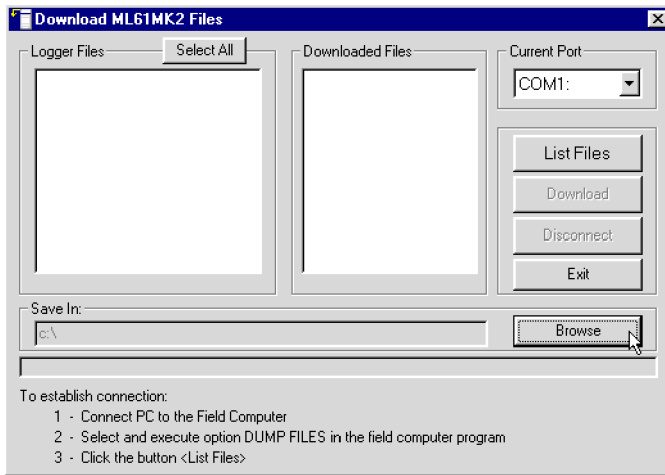 Download ML61MK2 Files
Logger Files
Select All
Downloaded Files
Current Port
COM1:
List Files
Download
Disconnect
Exit
Save In:
c:\
Browse
To establish connection:
1 - Connect PC to the Field Computer
2 - Select and execute option DUMP FILES in the field computer program
3 - Click the button <List Files>